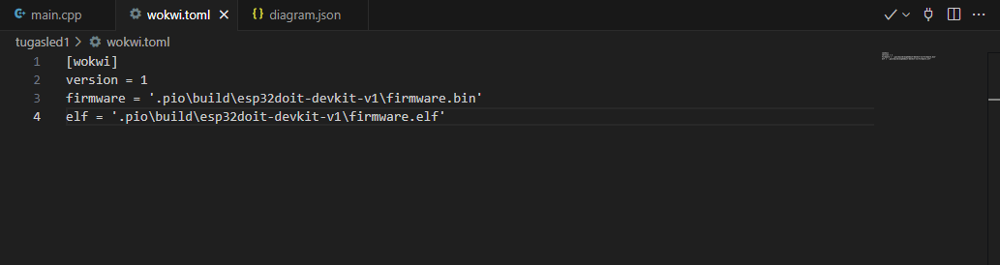 main.cpp
wokwi.toml
diagram.json
tugasled1 > wokwi.toml
1 [wokwi]
2 version = 1
3 firmware = '.pio\build\esp32doit-devkit-v1\firmware.bin'
4 elf = '.pio\build\esp32doit-devkit-v1\firmware.elf'